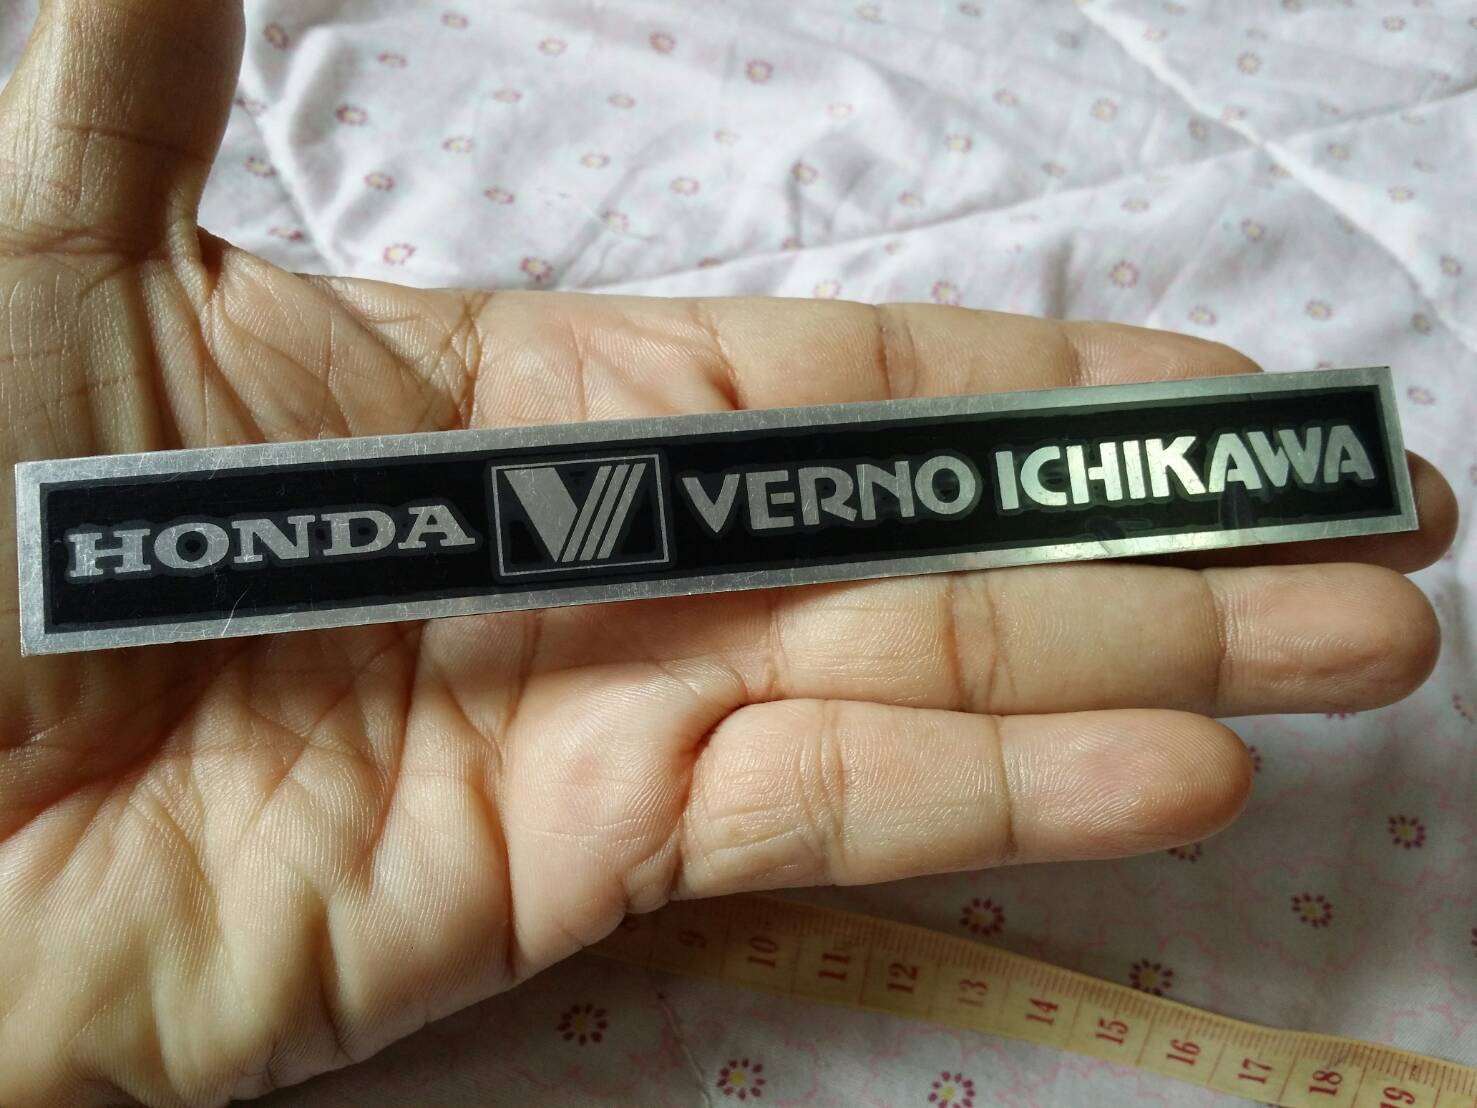 HONDA V VERNO ICHIKAWA
9 10 11 12 13 14 15 16 17 18 19